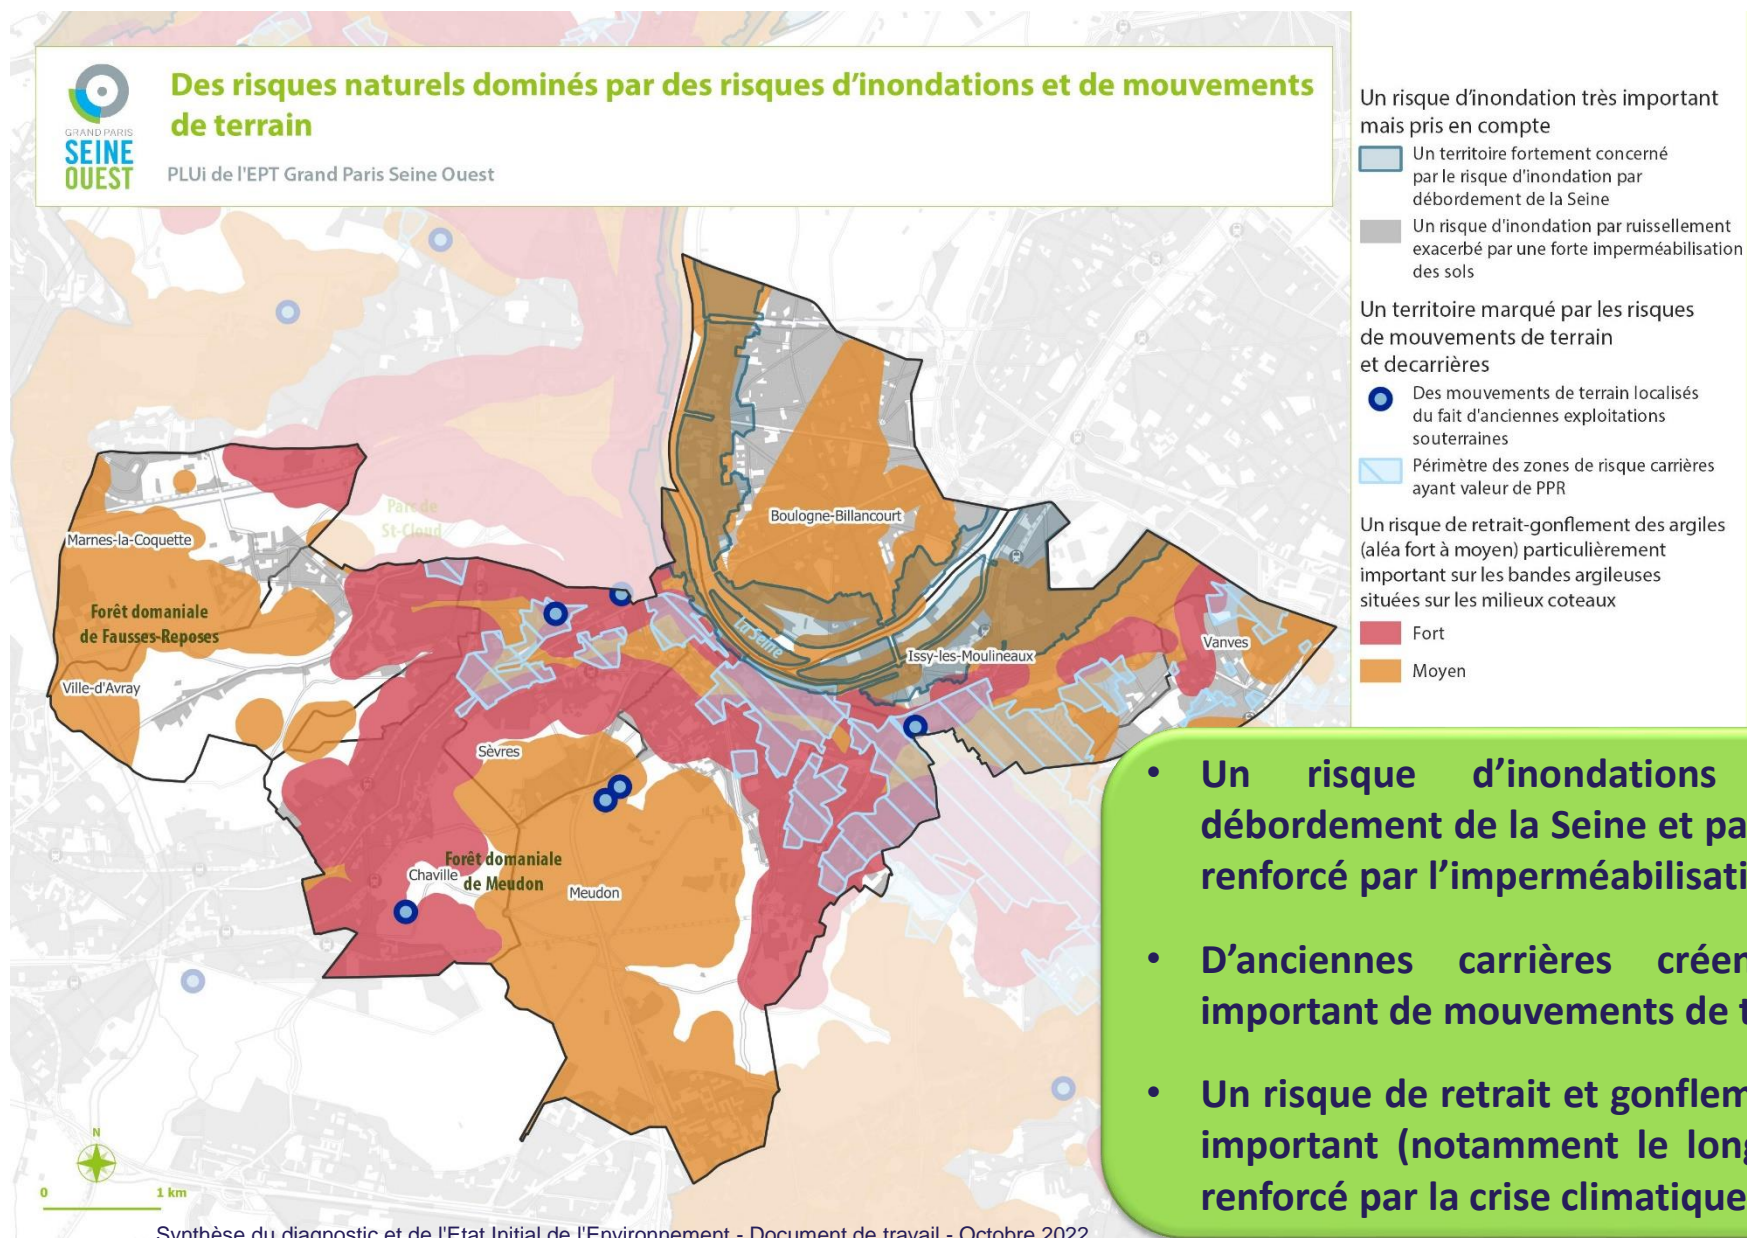 Des risques naturels dominés par des risques d'inondations et de mouvements
de terrain
GRAND PARIS
SEINE
OUEST
PLUi de l'EPT Grand Paris Seine Ouest
Un risque d'inondation très important
mais pris en compte
Un territoire fortement concerné
par le risque d'inondation par
débordement de la Seine
Un risque d'inondation par ruissellement
exacerbé par une forte imperméabilisation
des sols
Un territoire marqué par les risques
de mouvements de terrain
et decarrières
Des mouvements de terrain localisés
du fait d'anciennes exploitations
souterraines
Périmètre des zones de risque carrières
ayant valeur de PPR
Un risque de retrait-gonflement des argiles
(aléa fort à moyen) particulièrement
important sur les bandes argileuses
situées sur les milieux coteaux
Fort
Moyen
Parc de
St-Cloud
Boulogne-Billancourt
Marnes-la-Coquette
Forêt domaniale
de Fausses-Reposes
La Seine
Issy-les-Moulineaux
Vanves
Ville-d'Avray
Sèvres
Forêt domaniale
de Meudon
Chaville
Meudon
• Un risque d’inondations
débordement de la Seine et pa
renforcé par l’imperméabilisati
• D’anciennes carrières créen
important de mouvements de t
• Un risque de retrait et gonflem
important (notamment le long
renforcé par la crise climatique
N
0 1 km
Synthèse du diagnostic et de l'Etat Initial de l'Environnement - Document de travail - Octobre 2022